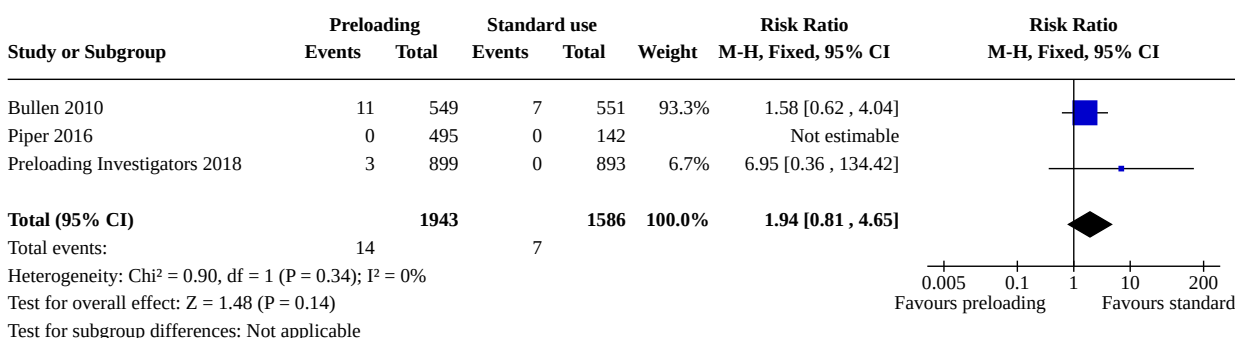 Preloading Standard use Risk Ratio Risk Ratio
Study or Subgroup Events Total Events Total Weight M-H, Fixed, 95% CI M-H, Fixed, 95% CI
Bullen 2010 11 549 7 551 93.3% 1.58 [0.62 , 4.04]
Piper 2016 0 495 0 142 Not estimable
Preloading Investigators 2018 3 899 0 893 6.7% 6.95 [0.36 , 134.42]
Total (95% CI) 1943 1586 100.0% 1.94 [0.81 , 4.65]
Total events: 14 7
Heterogeneity: Chi² = 0.90, df = 1 (P = 0.34); I² = 0%
Test for overall effect: Z = 1.48 (P = 0.14)
Test for subgroup differences: Not applicable
0.005 0.1 1 10 200
Favours preloading Favours standard